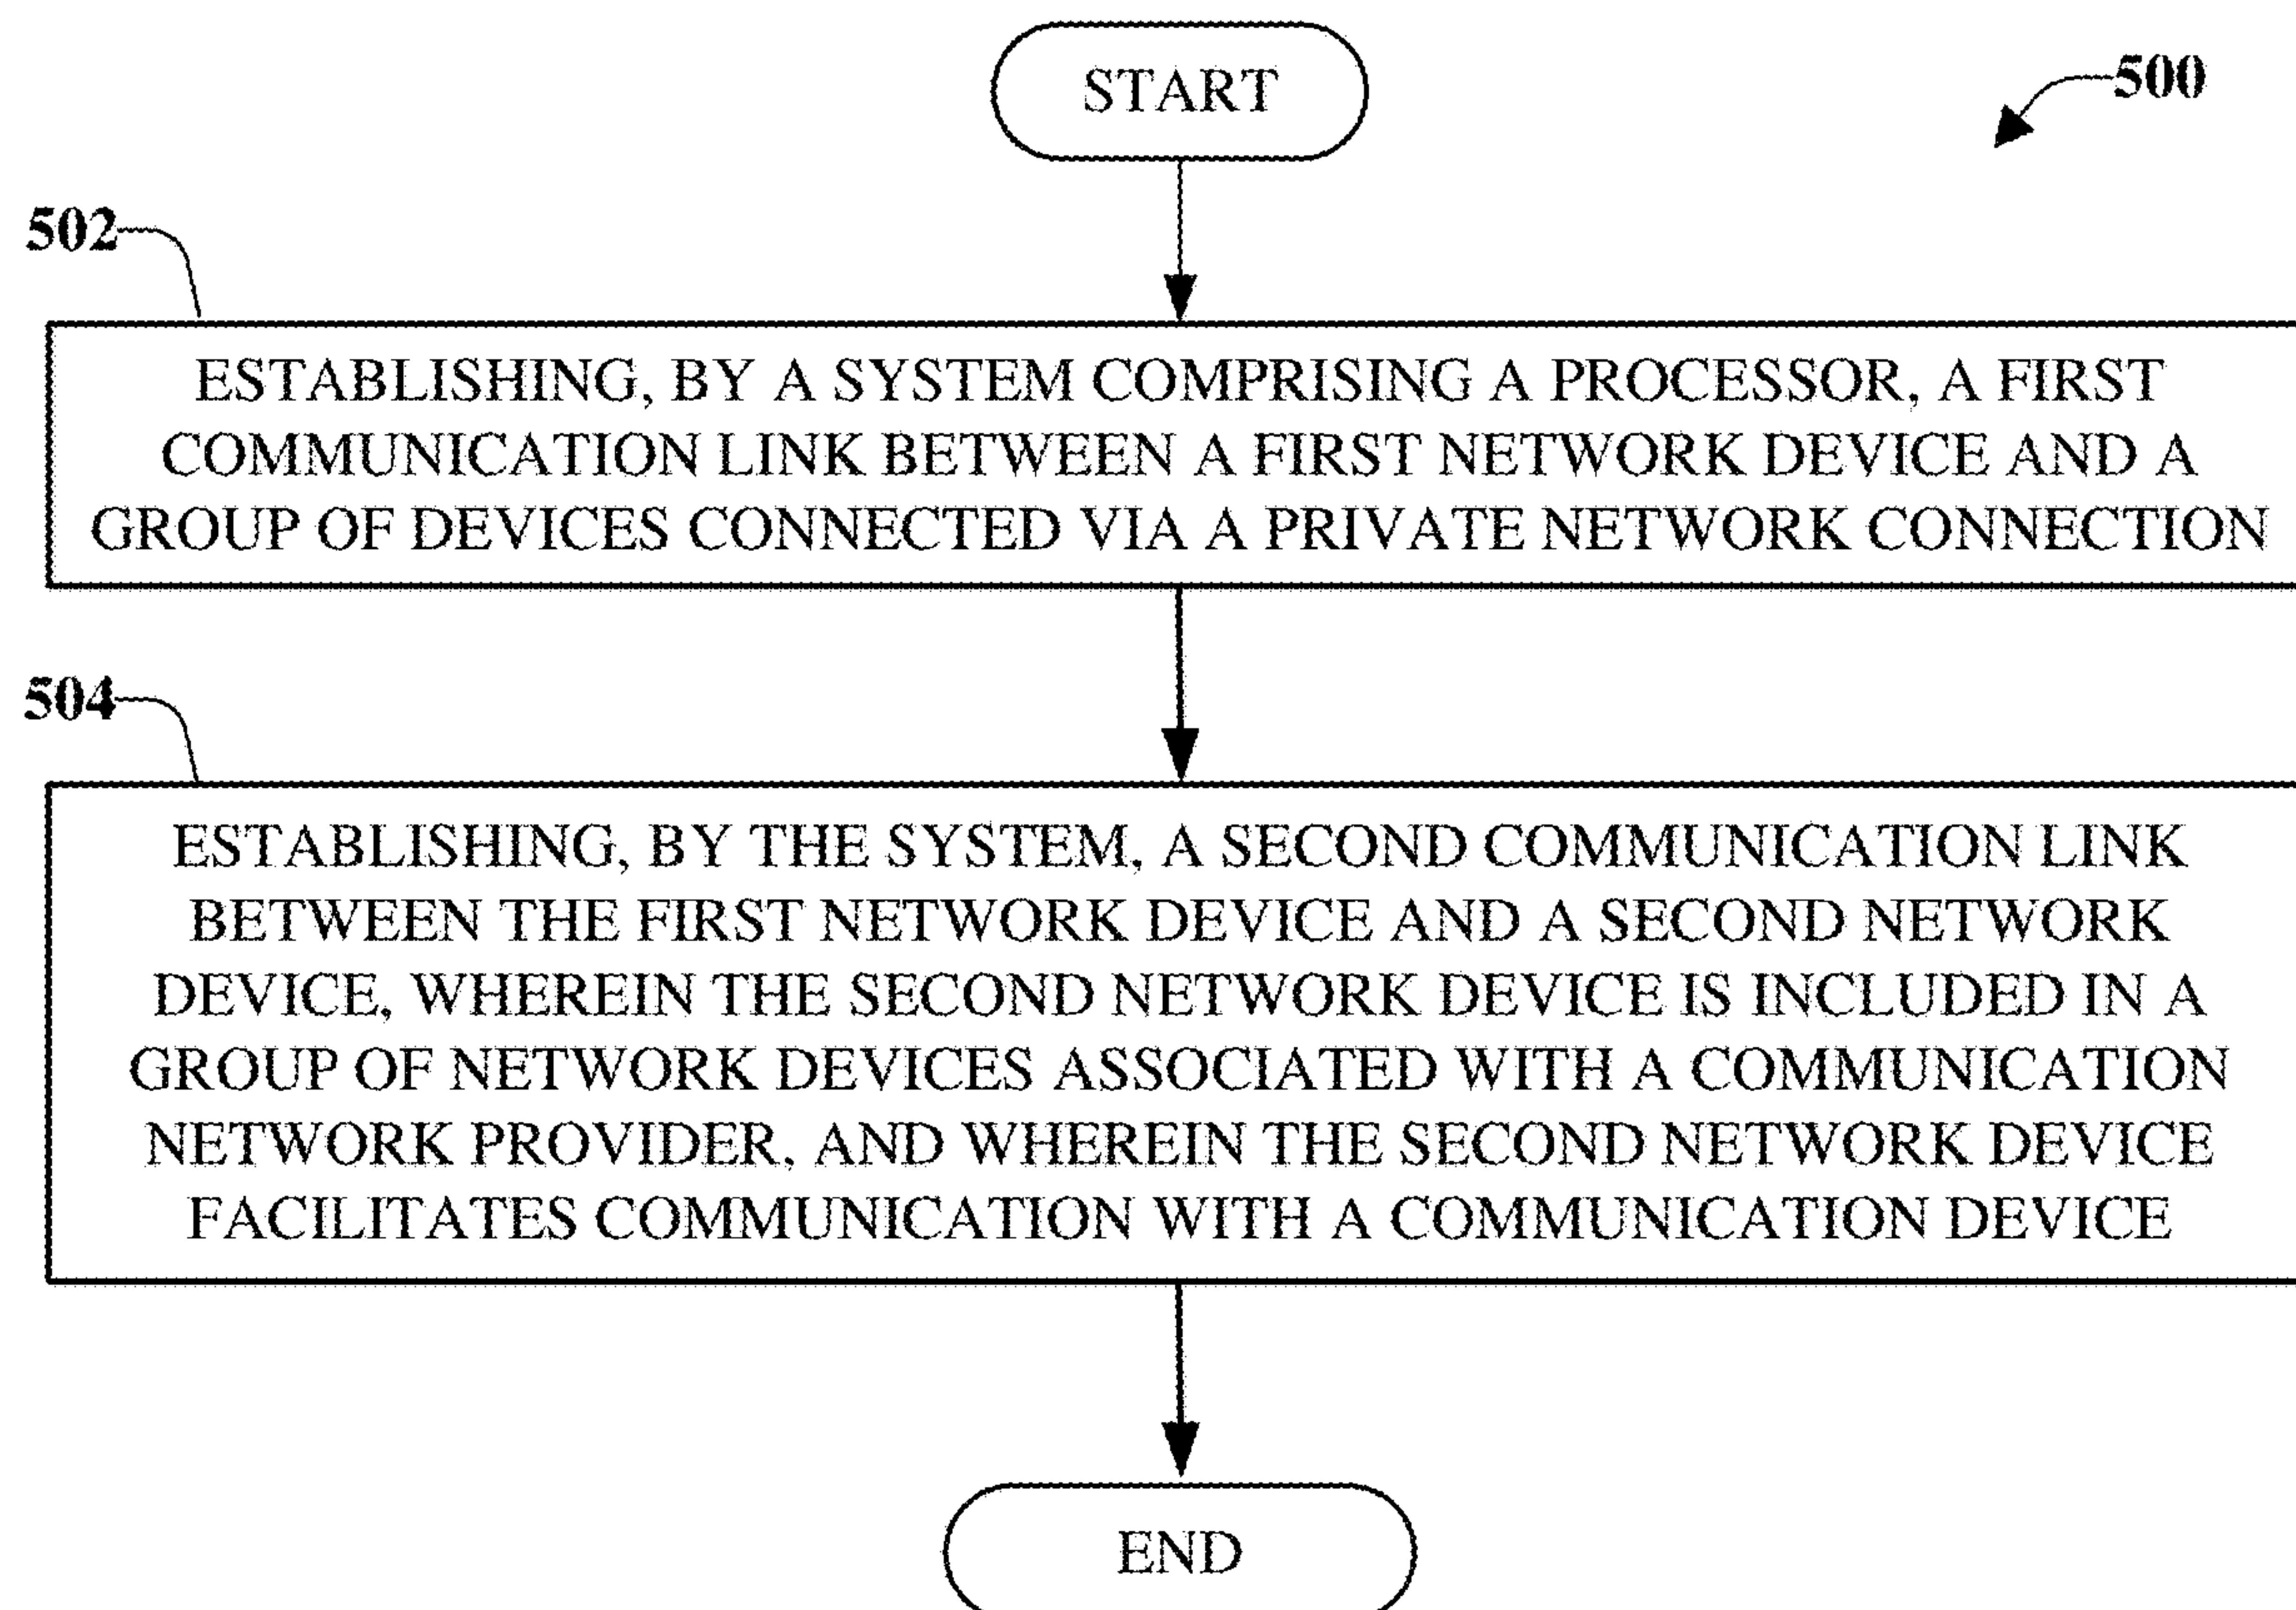 START
500
502
ESTABLISHING, BY A SYSTEM COMPRISING A PROCESSOR, A FIRST
COMMUNICATION LINK BETWEEN A FIRST NETWORK DEVICE AND A
GROUP OF DEVICES CONNECTED VIA A PRIVATE NETWORK CONNECTION
504
ESTABLISHING, BY THE SYSTEM, A SECOND COMMUNICATION LINK
BETWEEN THE FIRST NETWORK DEVICE AND A SECOND NETWORK
DEVICE, WHEREIN THE SECOND NETWORK DEVICE IS INCLUDED IN A
GROUP OF NETWORK DEVICES ASSOCIATED WITH A COMMUNICATION
NETWORK PROVIDER, AND WHEREIN THE SECOND NETWORK DEVICE
FACILITATES COMMUNICATION WITH A COMMUNICATION DEVICE
END